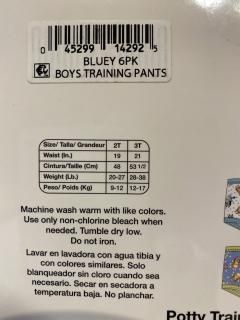 0 45299 14292 5
BLUEY 6PK
BOYS TRAINING PANTS
Size/ Talla/ Grandeur 2T 3T
Waist (In.) 19 21
Cintura/Taille (Cm) 48 53 1/2
Weight (Lb.) 20-27 28-38
Peso/ Poids (Kg) 9-12 12-17
Machine wash warm with like colors.
Use only non-chlorine bleach when
needed. Tumble dry low.
Do not iron.
Lavar en lavadora con agua tibia y
con colores similares. Solo
blanqueador sin cloro cuando sea
necesario. Secar en secadora a
temperatura baja. No planchar.
Potty Trai